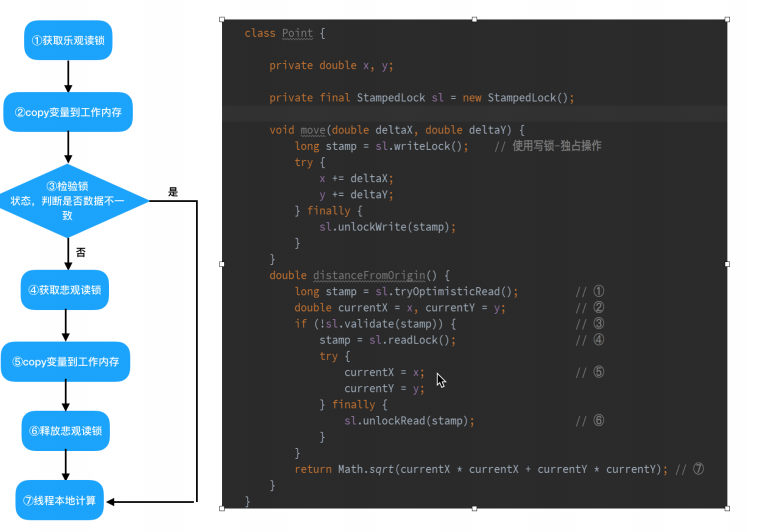 ①获取乐观读锁
②copy变量到工作内存
③检验锁
状态，判断是否数据不一
致
是
否
④获取悲观读锁
⑤copy变量到工作内存
⑥释放悲观读锁
⑦线程本地计算
class Point {
private double x, y;
private final StampedLock sl = new StampedLock();
void move(double deltaX, double deltaY) {
long stamp = sl.writeLock();    // 使用写锁-独占操作
try {
x += deltaX;
y += deltaY;
} finally {
sl.unlockWrite(stamp);
}
}
double distanceFromOrigin() {
long stamp = sl.tryOptimisticRead();    // ①
double currentX = x, currentY = y;    // ②
if (!sl.validate(stamp)) {    // ③
stamp = sl.readLock();    // ④
try {
currentX = x;    // ⑤
currentY = y;
} finally {
sl.unlockRead(stamp);    // ⑥
}
}
return Math.sqrt(currentX * currentX + currentY * currentY); // ⑦
}
}